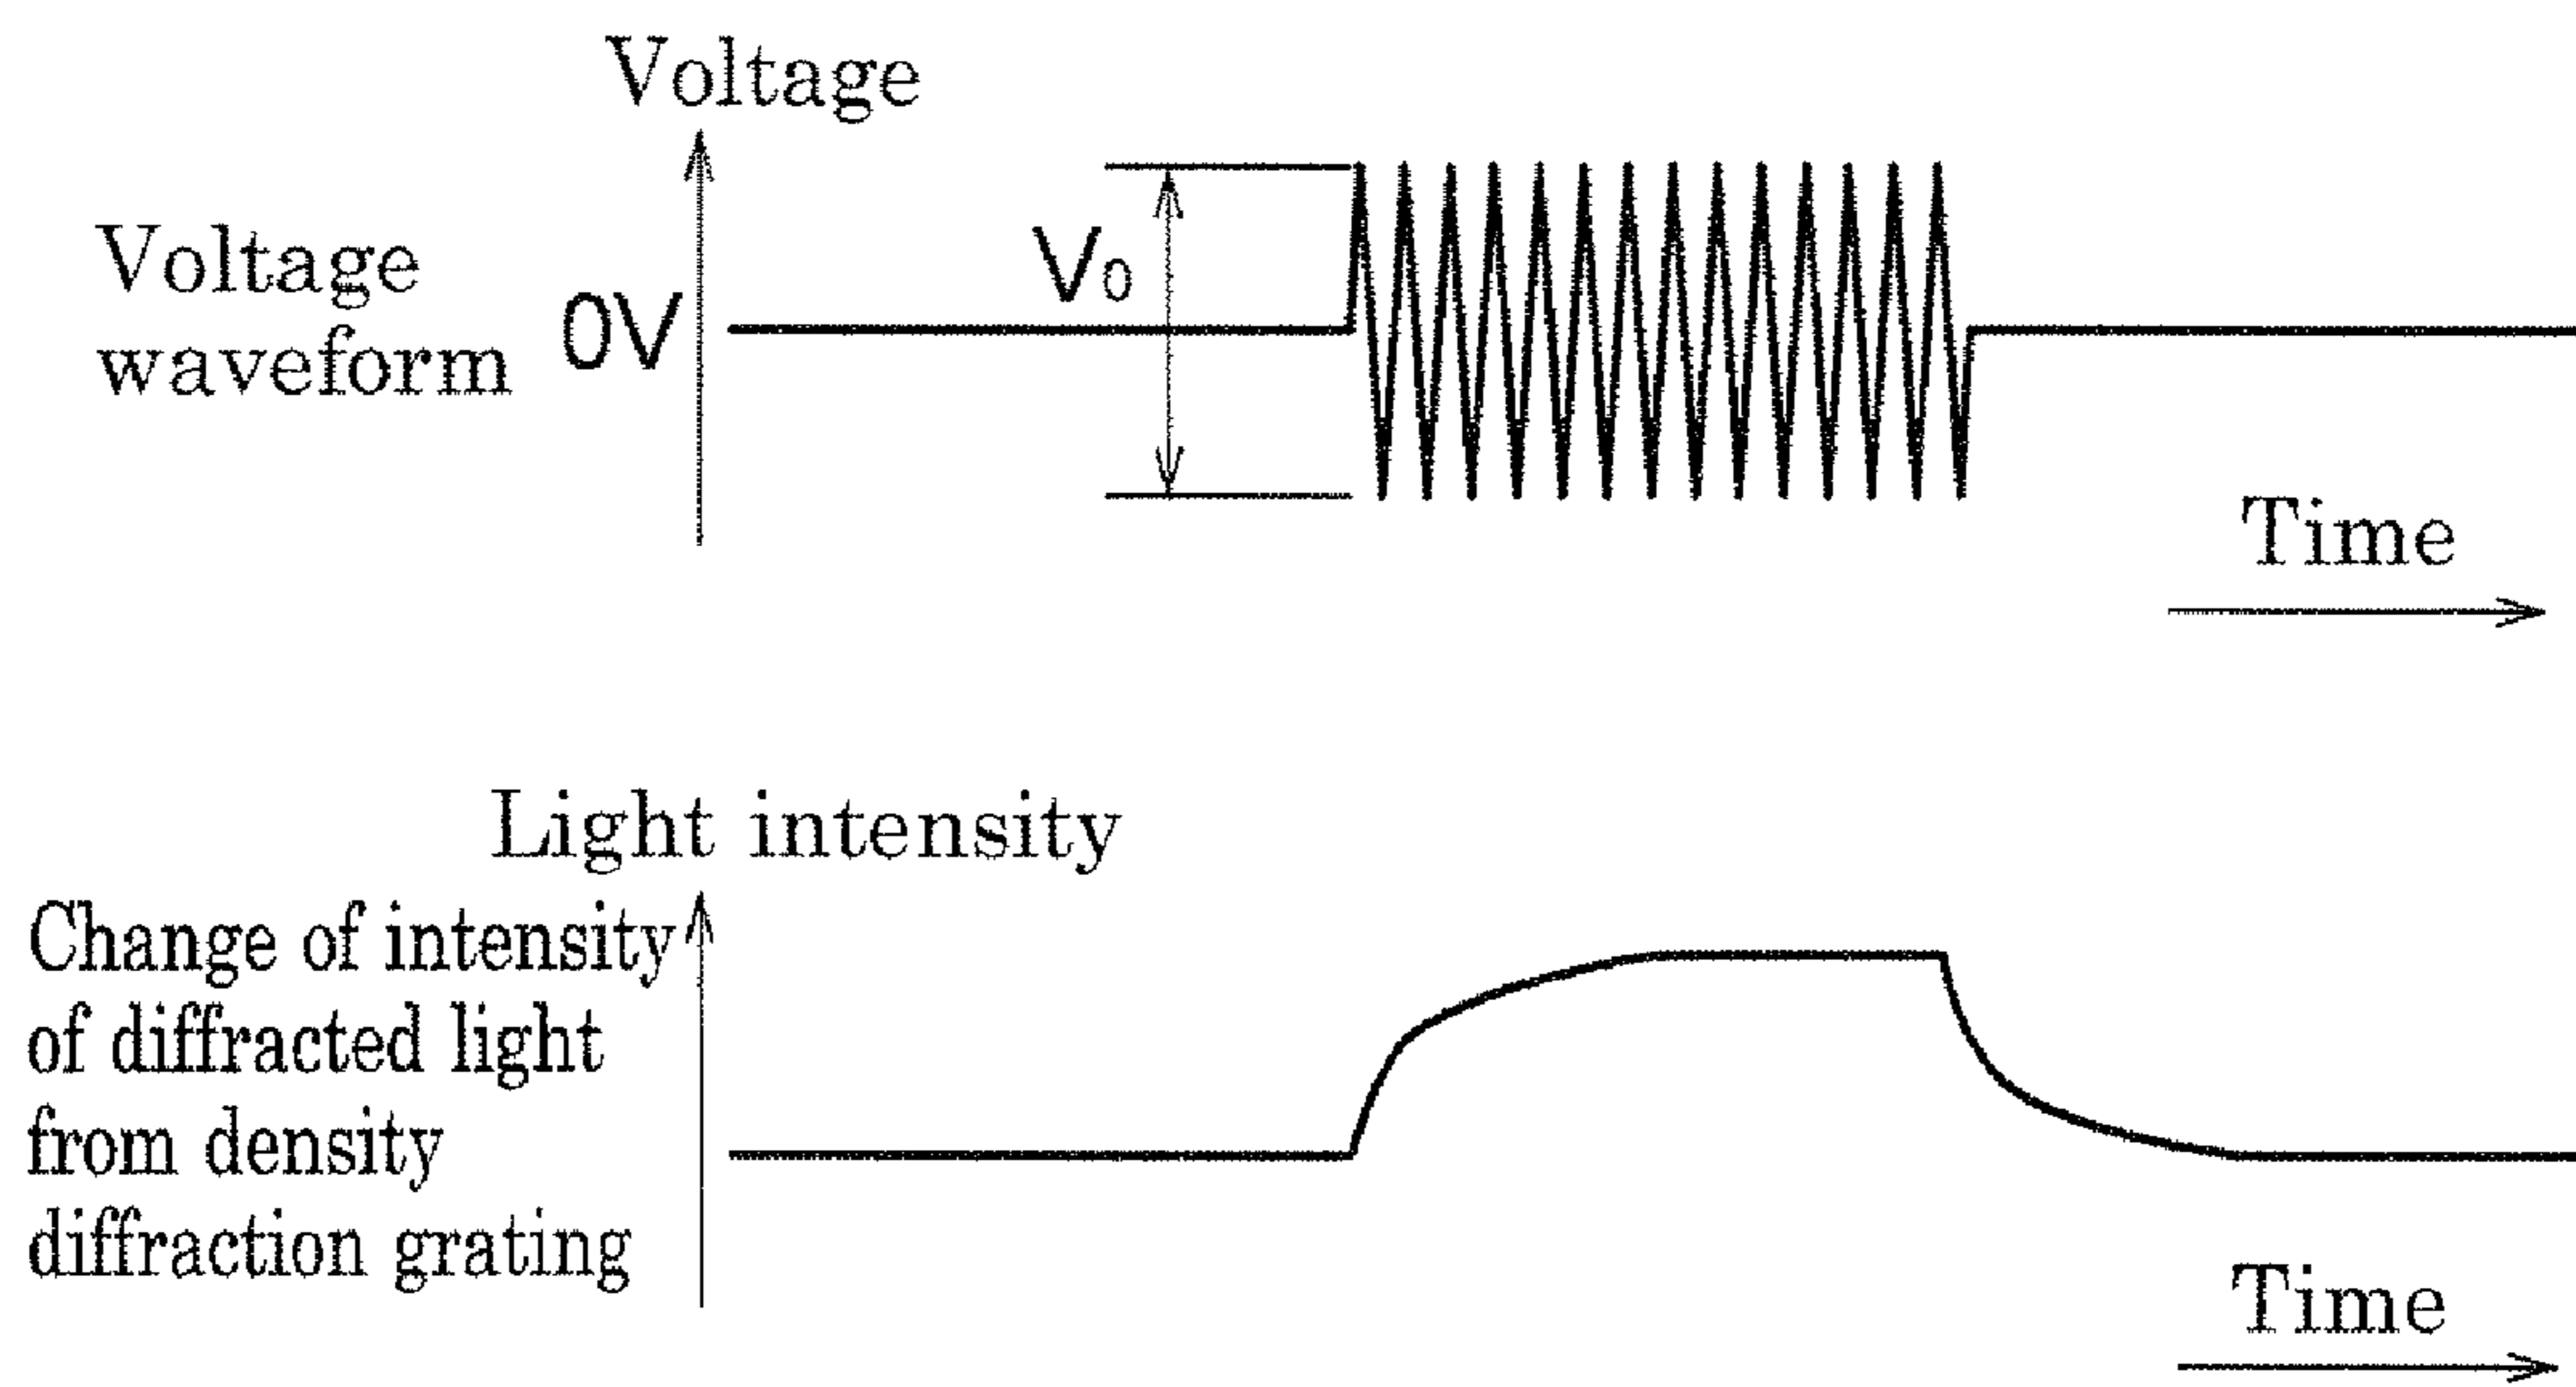 Voltage
Voltage
waveform
0V
V0
Time
Light intensity
Change of intensity
of diffracted light
from density
diffraction grating
Time